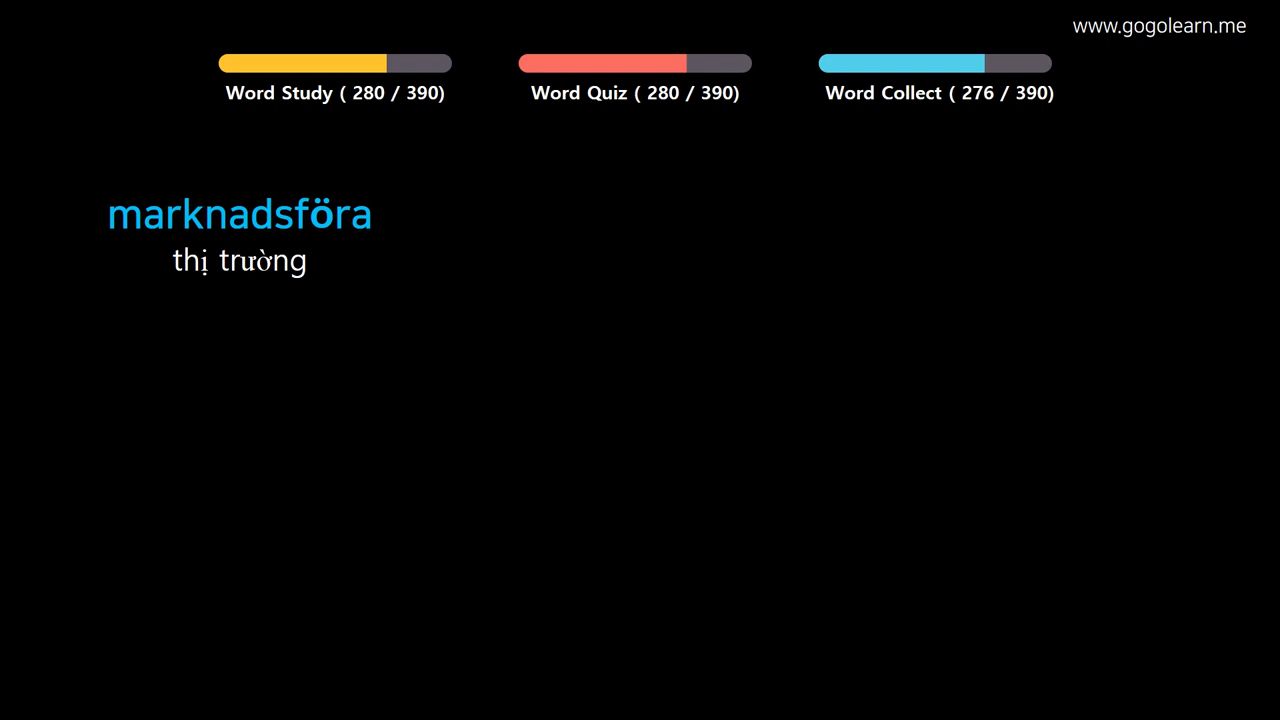 www.gogolearn.me
Word Study ( 280 / 390)
Word Quiz ( 280 / 390)
Word Collect ( 276 / 390)
marknadsföra
thị trường